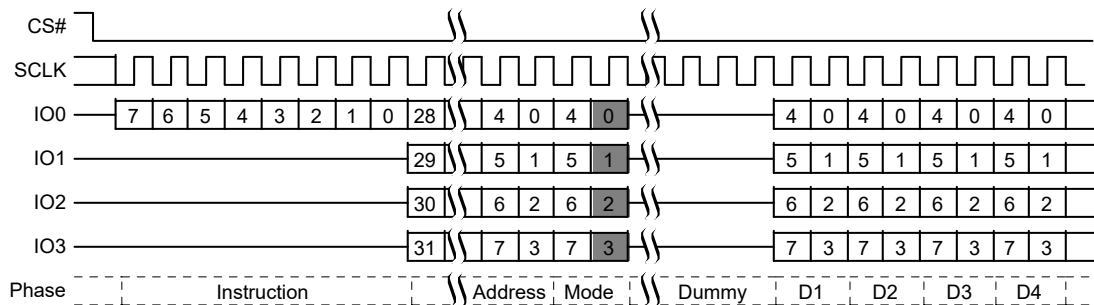 CS#
SCLK
IO0 7 6 5 4 3 2 1 0 28 4 0 4 0 4 0 4 0 4 0 4 0
IO1 29 5 1 5 1 5 1 5 1 5 1 5 1
IO2 30 6 2 6 2 6 2 6 2 6 2 6 2
IO3 31 7 3 7 3 7 3 7 3 7 3 7 3
Phase Instruction Address Mode Dummy D1 D2 D3 D4